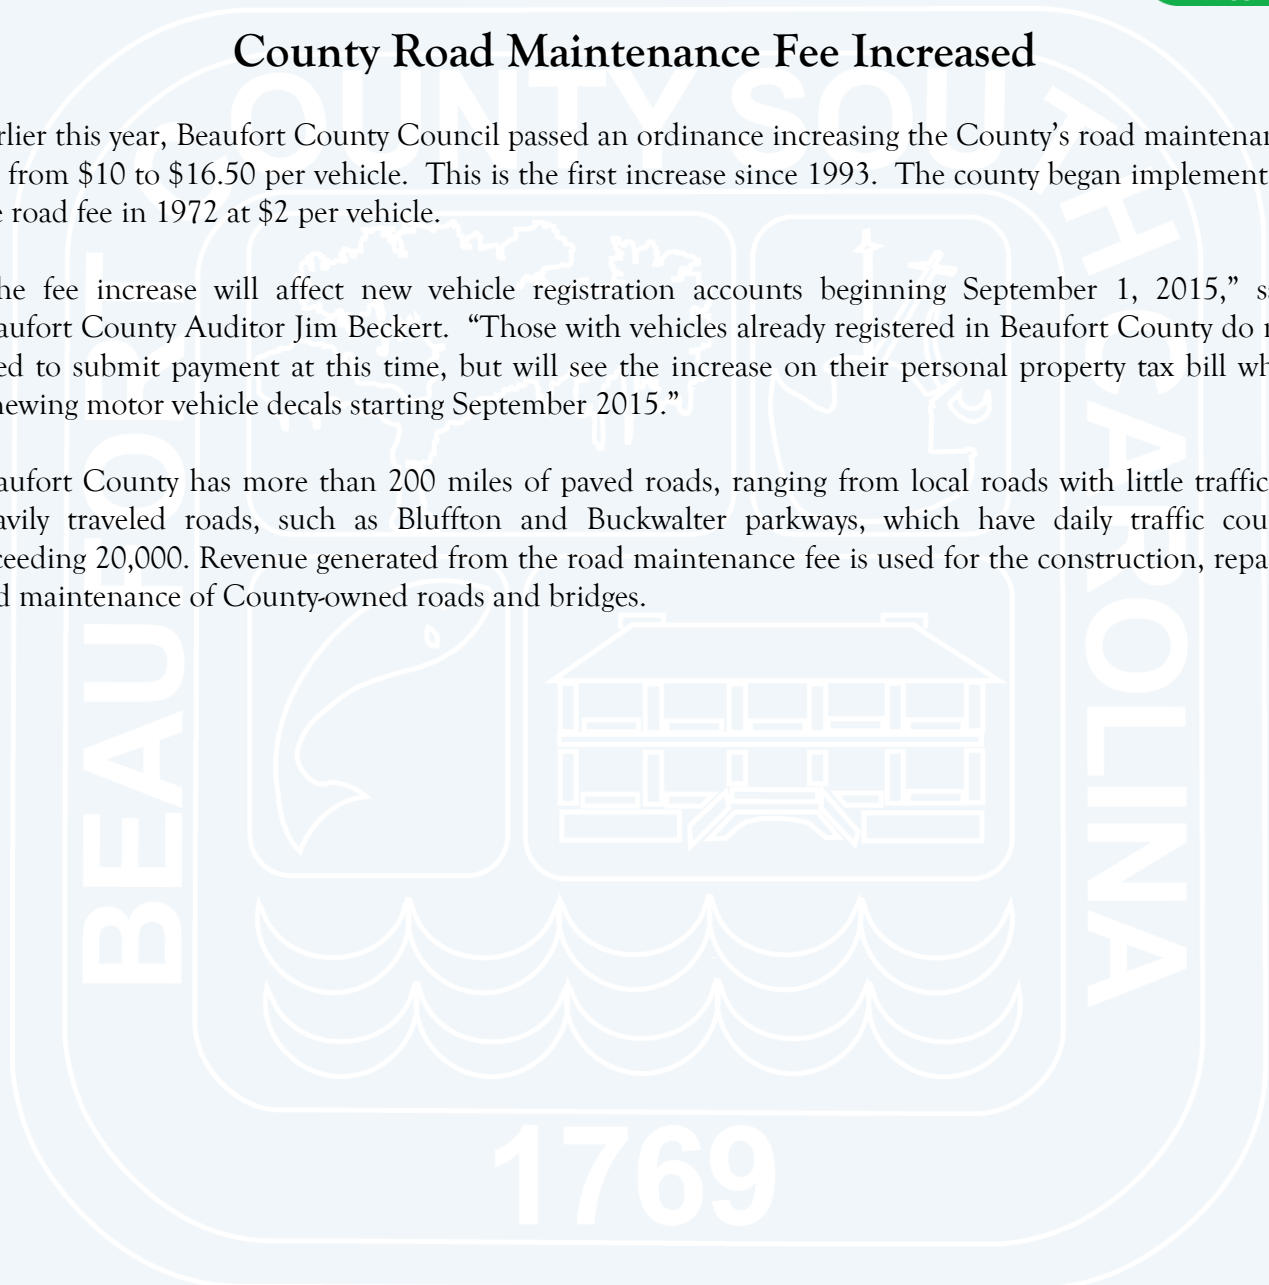 County Road Maintenance Fee Increased
rlier this year, Beaufort County Council passed an ordinance increasing the County’s road maintenan
from $10 to $16.50 per vehicle.  This is the first increase since 1993.  The county began implement
e road fee in 1972 at $2 per vehicle.
he fee increase will affect new vehicle registration accounts beginning September 1, 2015,” s
aufort County Auditor Jim Beckert.  “Those with vehicles already registered in Beaufort County do
ed to submit payment at this time, but will see the increase on their personal property tax bill wh
newing motor vehicle decals starting September 2015.”
aufort County has more than 200 miles of paved roads, ranging from local roads with little traffic
avily traveled roads, such as Bluffton and Buckwalter parkways, which have daily traffic cou
ceeding 20,000. Revenue generated from the road maintenance fee is used for the construction, repa
d maintenance of County-owned roads and bridges.
BEAUFORT COUNTY SOUTH CAROLINA
1769